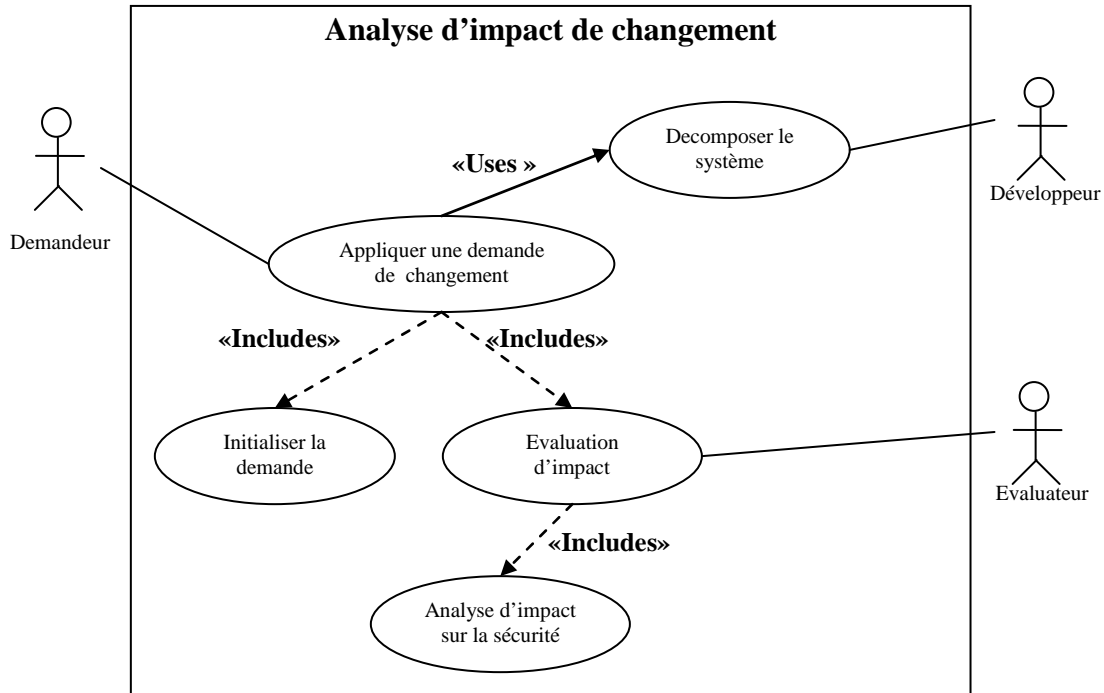 Analyse d’impact de changement
Decomposer le
système
«Uses »
Développeur
Demandeur
Appliquer une demande
de changement
«Includes»
«Includes»
Initialiser la
demande
Evaluation
d’impact
Evaluateur
«Includes»
Analyse d’impact
sur la sécurité